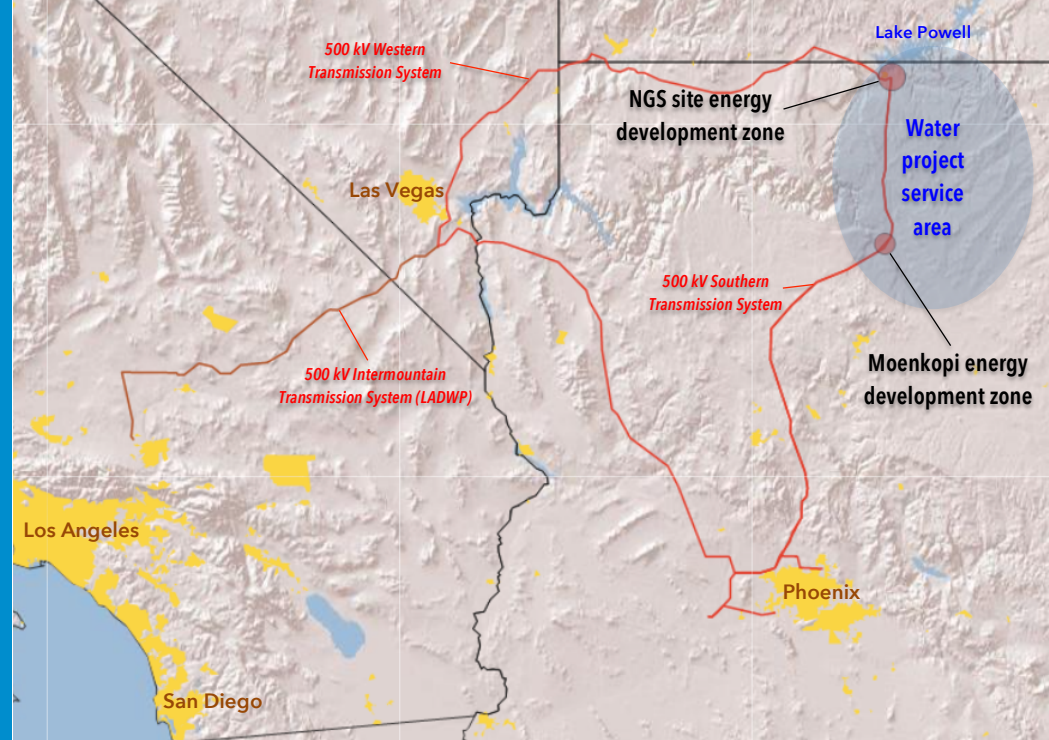 Lake Powell
500 kV Western
Transmission System
NGS site energy
development zone
Water
project
service
area
Las Vegas
500 kV Southern
Transmission System
500 kV Intermountain
Transmission System (LADWP)
Moenkopi energy
development zone
Los Angeles
Phoenix
San Diego